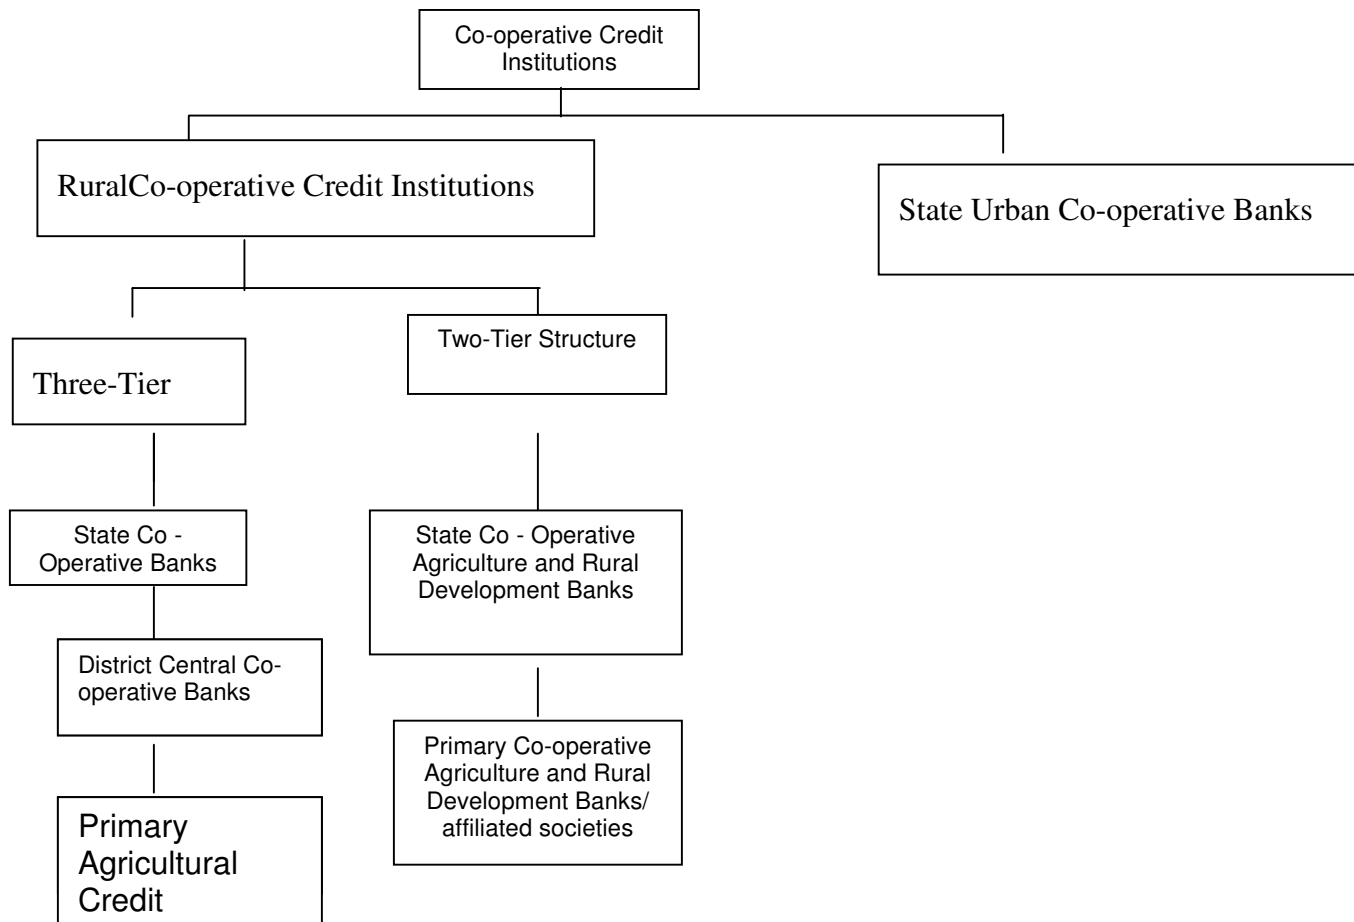 Co-operative Credit
Institutions
RuralCo-operative Credit Institutions
State Urban Co-operative Banks
Three-Tier
Two-Tier Structure
State Co -
Operative Banks
District Central Co-
operative Banks
Primary
Agricultural
Credit
State Co - Operative
Agriculture and Rural
Development Banks
Primary Co-operative
Agriculture and Rural
Development Banks/
affiliated societies